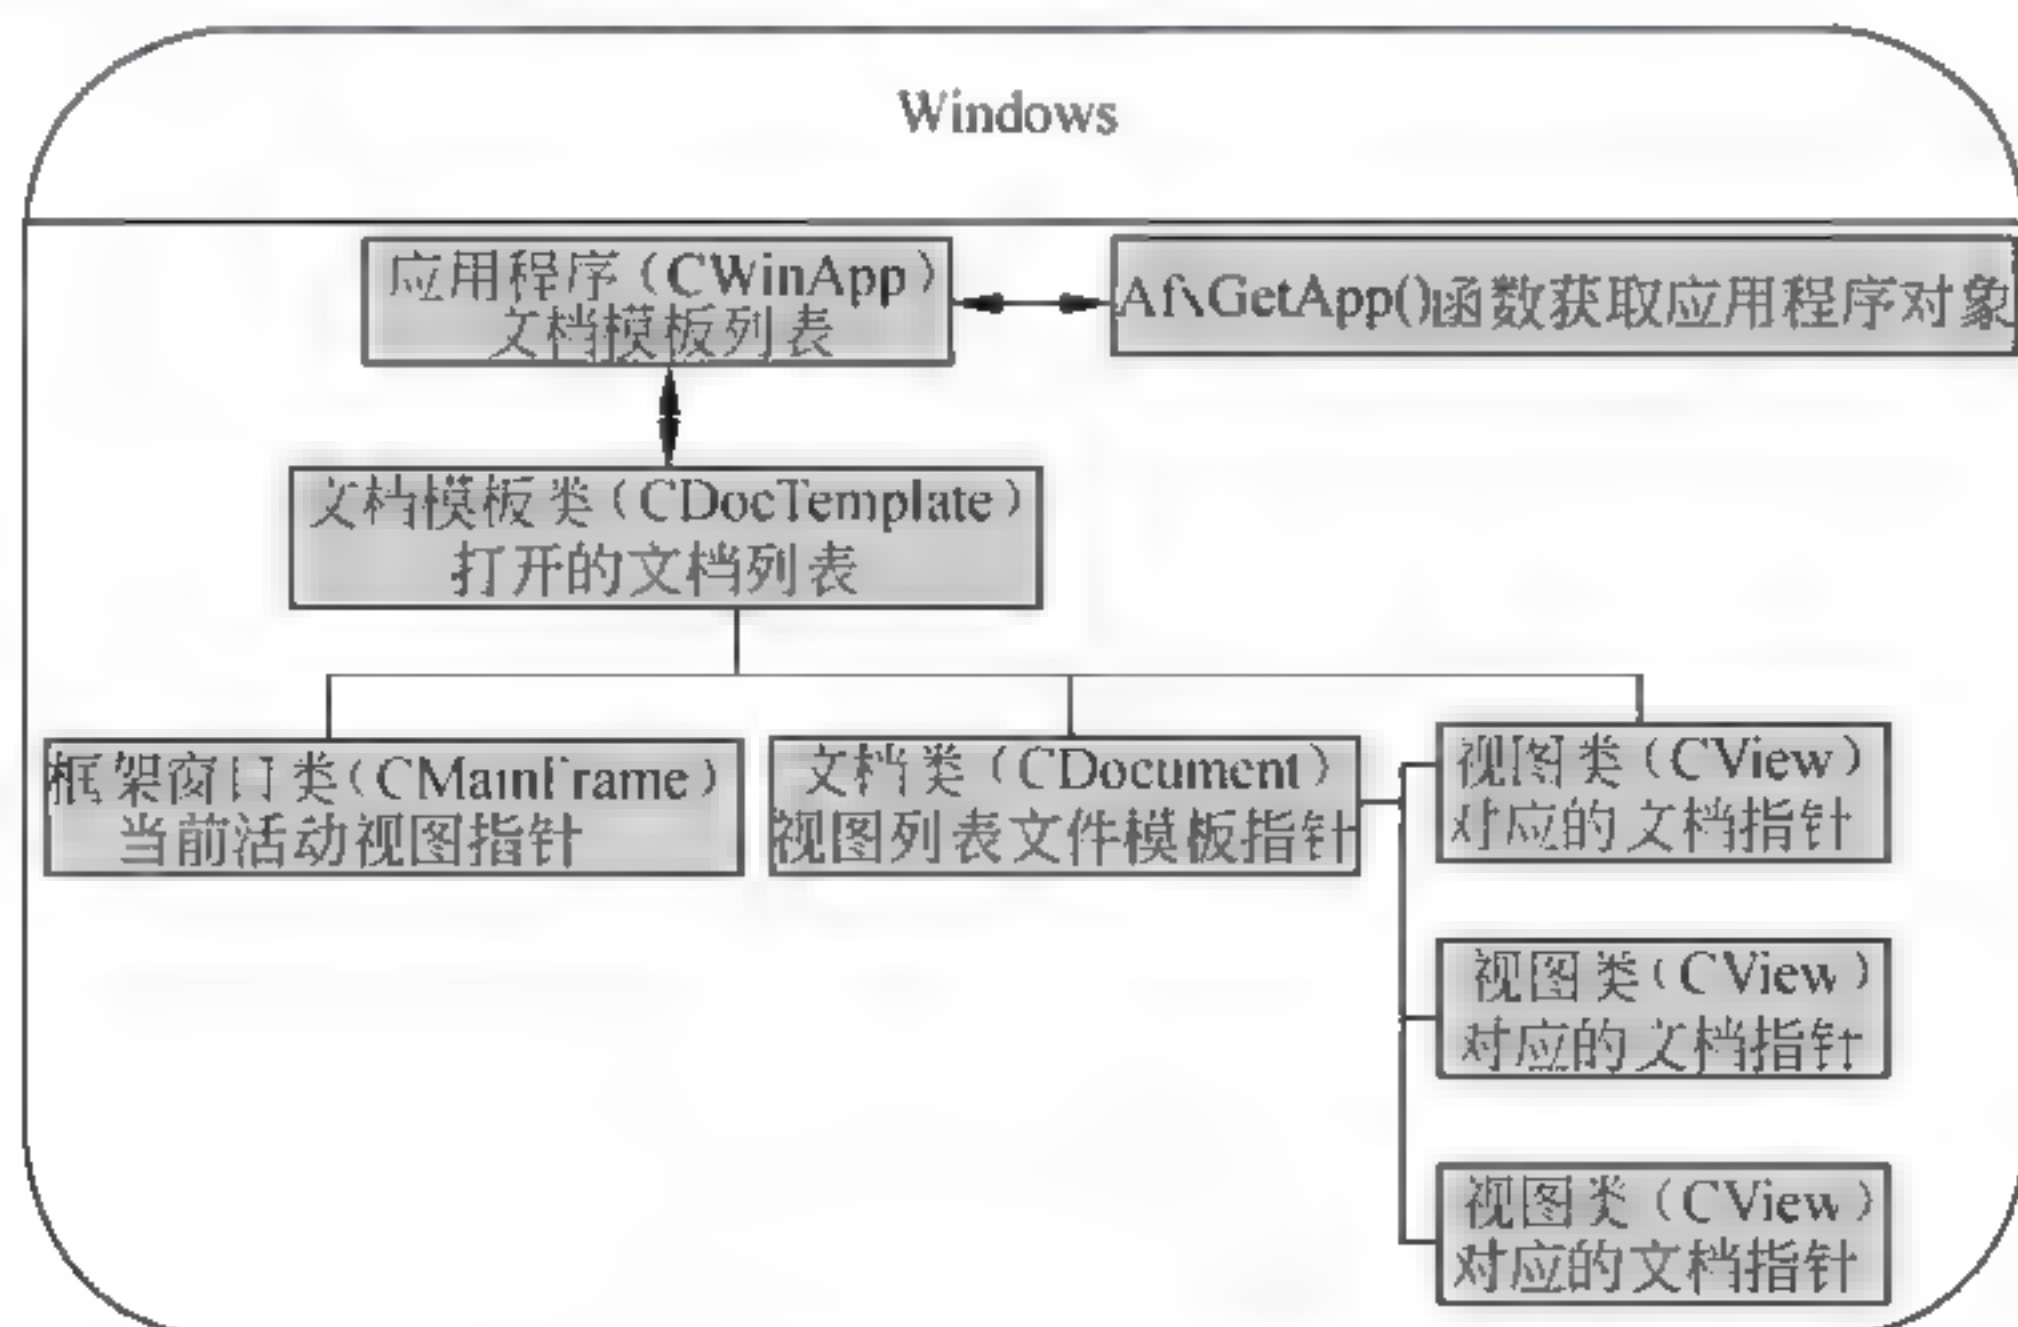 Windows
应用程序（CWinApp）
文档模板列表
AfxGetApp()函数获取应用程序对象
文档模板类（CDocTemplate）
打开的文档列表
框架窗口类（CMainFrame）
当前活动视图指针
文档类（CDocument）
视图列表文件模板指针
视图类（CView）
对应的文档指针
视图类（CView）
对应的文档指针
视图类（CView）
对应的文档指针